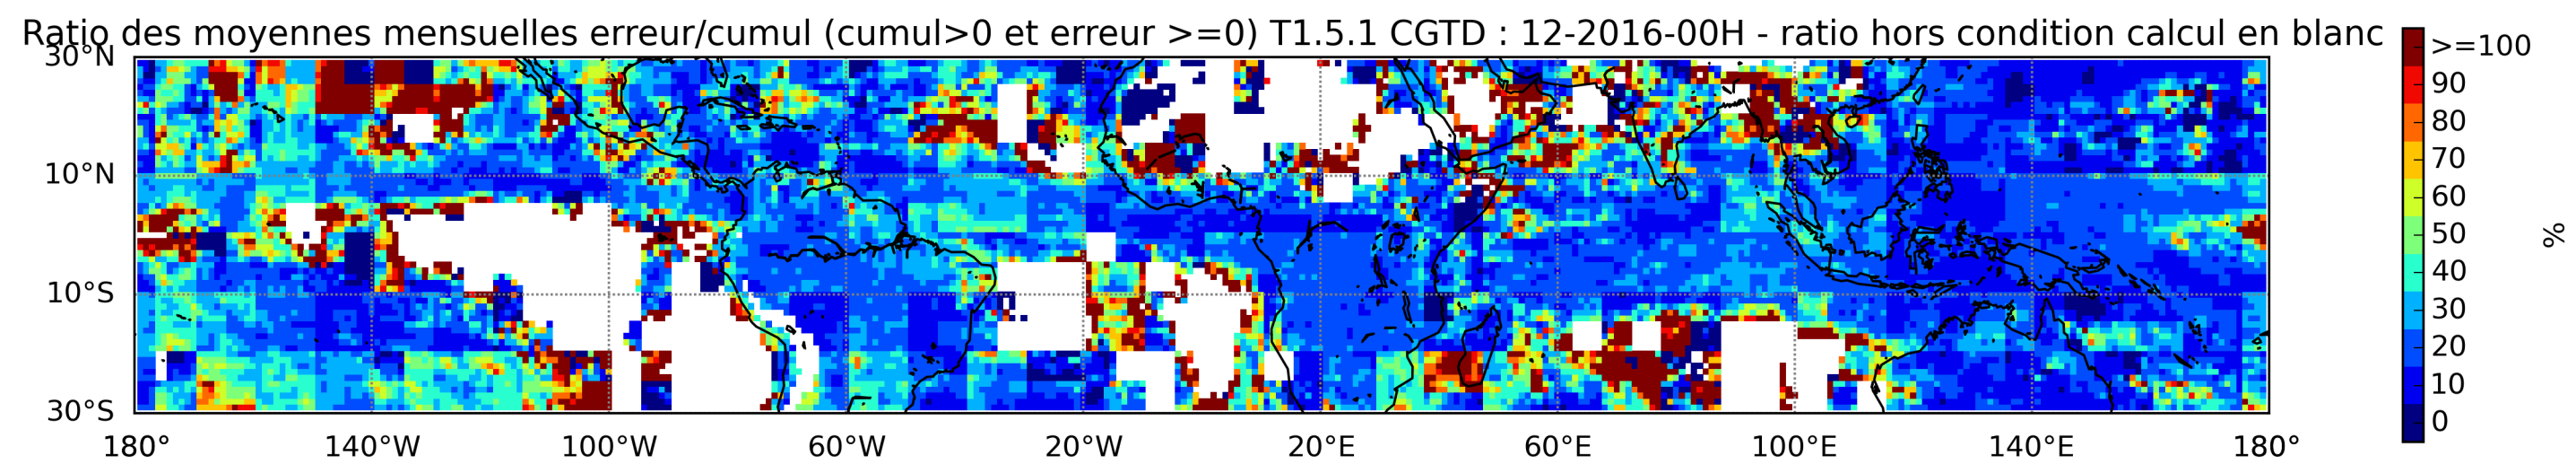 Ratio des moyennes mensuelles erreur/cumul (cumul>0 et erreur >=0) T1.5.1 CGTD : 12-2016-00H - ratio hors condition calcul en blanc
30°N
10°N
10°S
30°S
180° 140°W 100°W 60°W 20°W 20°E 60°E 100°E 140°E 180°
>=100
90
80
70
60
50
40
30
20
10
0
%